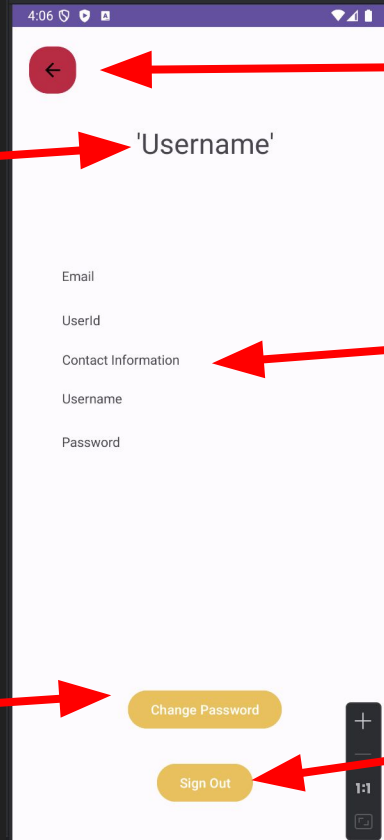 4:06
'Username'
Email
UserId
Contact Information
Username
Password
Change Password
Sign Out
1:1